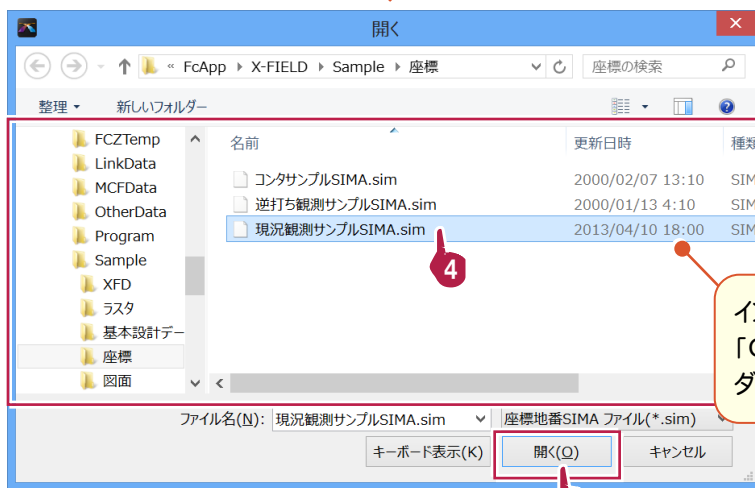 開く
« FcApp ▸ X-FIELD ▸ Sample ▸ 座標
座標の検索
整理 新しいフォルダー
名前 更新日時 種類
FCZTemp
LinkData
MCFData
OtherData
Program
Sample
XFD
ラスタ
基本設計デー
座標
図面
コンタサンプルSIMA.sim 2000/02/07 13:10 SIM
逆打ち観測サンプルSIMA.sim 2000/01/13 4:10 SIM
現況観測サンプルSIMA.sim 2013/04/10 18:00 SIM
4
ファイル名(N): 現況観測サンプルSIMA.sim 座標地番SIMA ファイル(*.sim)
キーボード表示(K) 開く(O) キャンセル